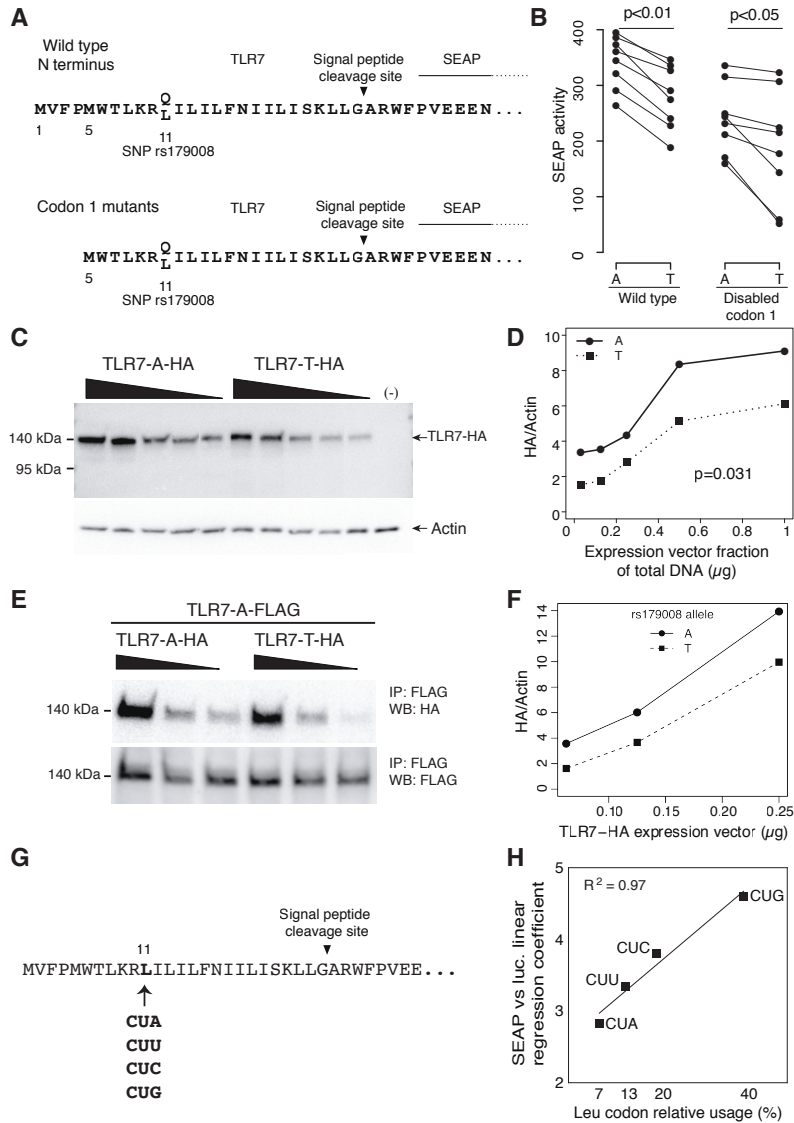 A
Wild type
N terminus
TLR7
Signal peptide
cleavage site
SEAP
Q
MVFPMWTLKRLILILFNIILISKLLGARWFPVEEEN...
1 5 11
SNP rs179008
Codon 1 mutants
TLR7
Signal peptide
cleavage site
SEAP
Q
MWTLKRLILILFNIILISKLLGARWFPVEEEN...
5 11
SNP rs179008
B
p<0.01 p<0.05
SEAP activity
400
300
200
100
0
A T A T
Wild type Disabled
codon 1
C
TLR7-A-HA TLR7-T-HA
(-)
140 kDa
TLR7-HA
95 kDa
Actin
D
A
T
HA/Actin
10
8
6
4
2
0
p=0.031
0 0.2 0.4 0.6 0.8 1
Expression vector fraction
of total DNA (µg)
E
TLR7-A-FLAG
TLR7-A-HA TLR7-T-HA
140 kDa
IP: FLAG
WB: HA
140 kDa
IP: FLAG
WB: FLAG
F
rs179008 allele
A
T
HA/Actin
14
12
10
8
6
4
2
0
0.10 0.15 0.20 0.25
TLR7−HA expression vector (µg)
G
Signal peptide
cleavage site
11
MVFPMWTLKRLILILFNIILISKLLGARWFPVEE...
CUA
CUU
CUC
CUG
H
R2 = 0.97
SEAP vs luc. linear
regression coefficient
5
4
3
2
CUG
CUC
CUU
CUA
7 13 20 40
Leu codon relative usage (%)